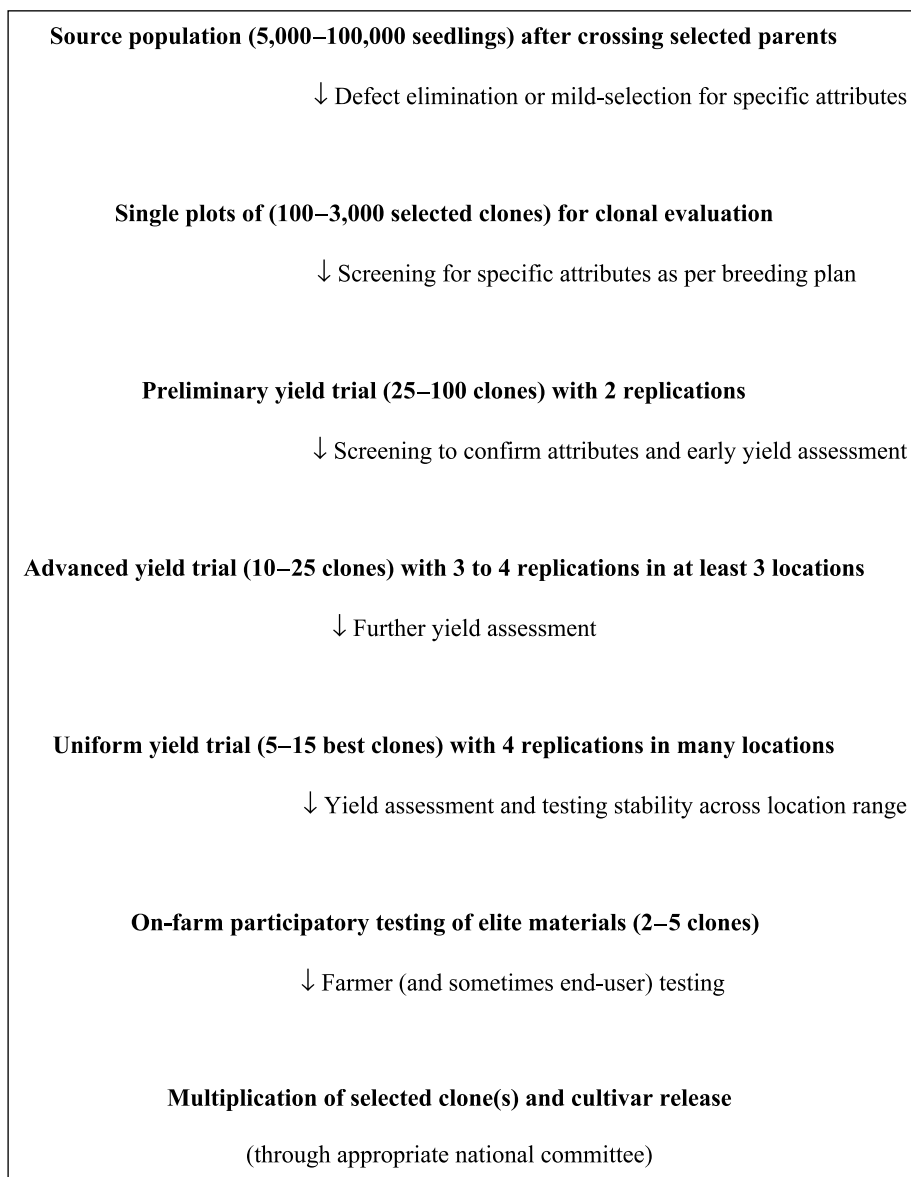 Source population (5,000–100,000 seedlings) after crossing selected parents
↓ Defect elimination or mild-selection for specific attributes
Single plots of (100–3,000 selected clones) for clonal evaluation
↓ Screening for specific attributes as per breeding plan
Preliminary yield trial (25–100 clones) with 2 replications
↓ Screening to confirm attributes and early yield assessment
Advanced yield trial (10–25 clones) with 3 to 4 replications in at least 3 locations
↓ Further yield assessment
Uniform yield trial (5–15 best clones) with 4 replications in many locations
↓ Yield assessment and testing stability across location range
On-farm participatory testing of elite materials (2–5 clones)
↓ Farmer (and sometimes end-user) testing
Multiplication of selected clone(s) and cultivar release
(through appropriate national committee)